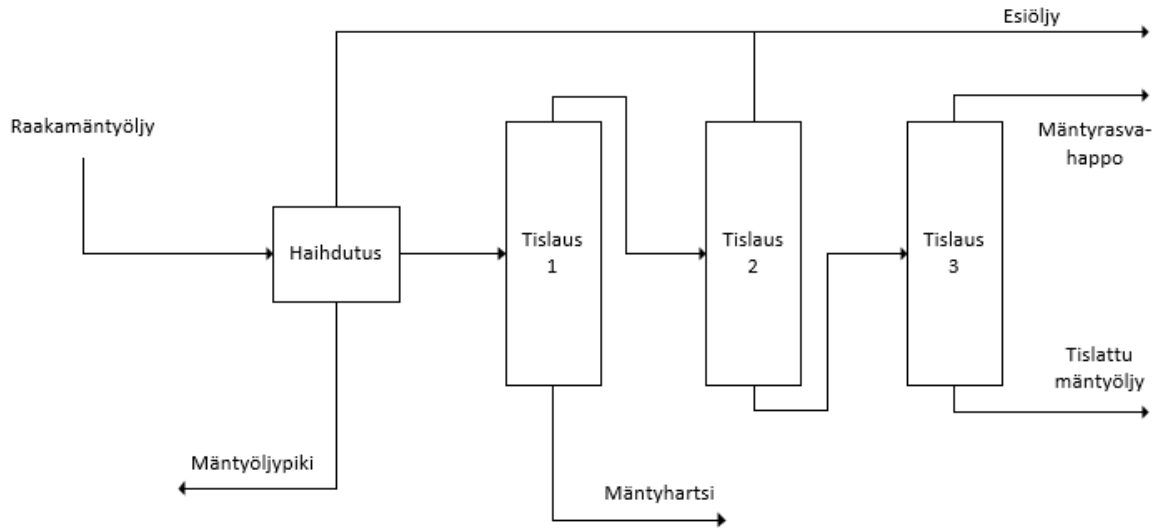 Esiöljy
Raakamäntyöljy
Mäntyrasva-
happo
Haihdutus
Tislaus
1
Tislaus
2
Tislaus
3
Tislattu
mäntyöljy
Mäntyöljypiki
Mäntyhartsi